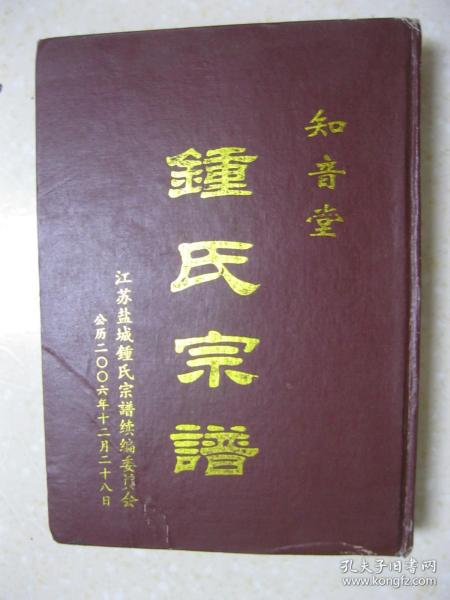 知音堂
鍾氏宗譜
江苏盐城鍾氏宗譜续编委员会
公历二〇〇六年十二月二十八日
孔夫子旧书网
www.kongfz.com